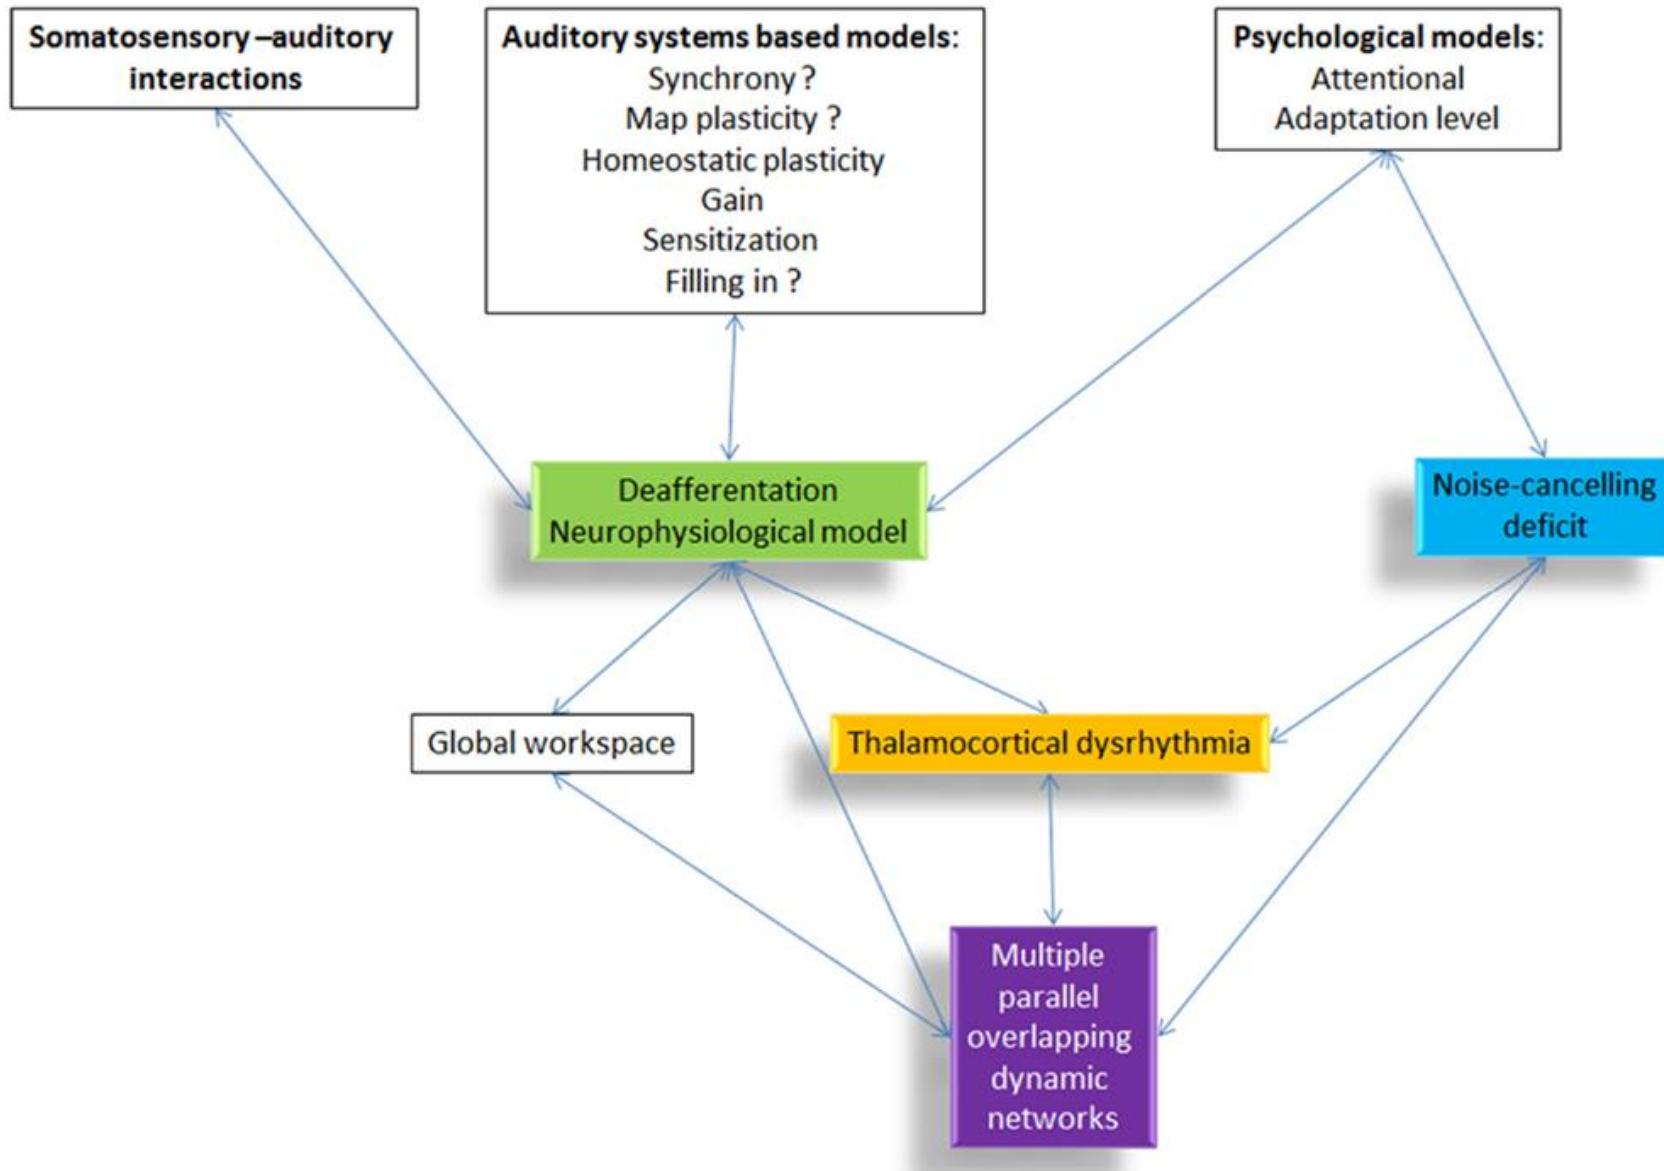 Somatosensory –auditory
interactions
Auditory systems based models:
Synchrony ?
Map plasticity ?
Homeostatic plasticity
Gain
Sensitization
Filling in ?
Psychological models:
Attentional
Adaptation level
Deafferentation
Neurophysiological model
Noise-cancelling
deficit
Global workspace
Thalamocortical dysrhythmia
Multiple
parallel
overlapping
dynamic
networks